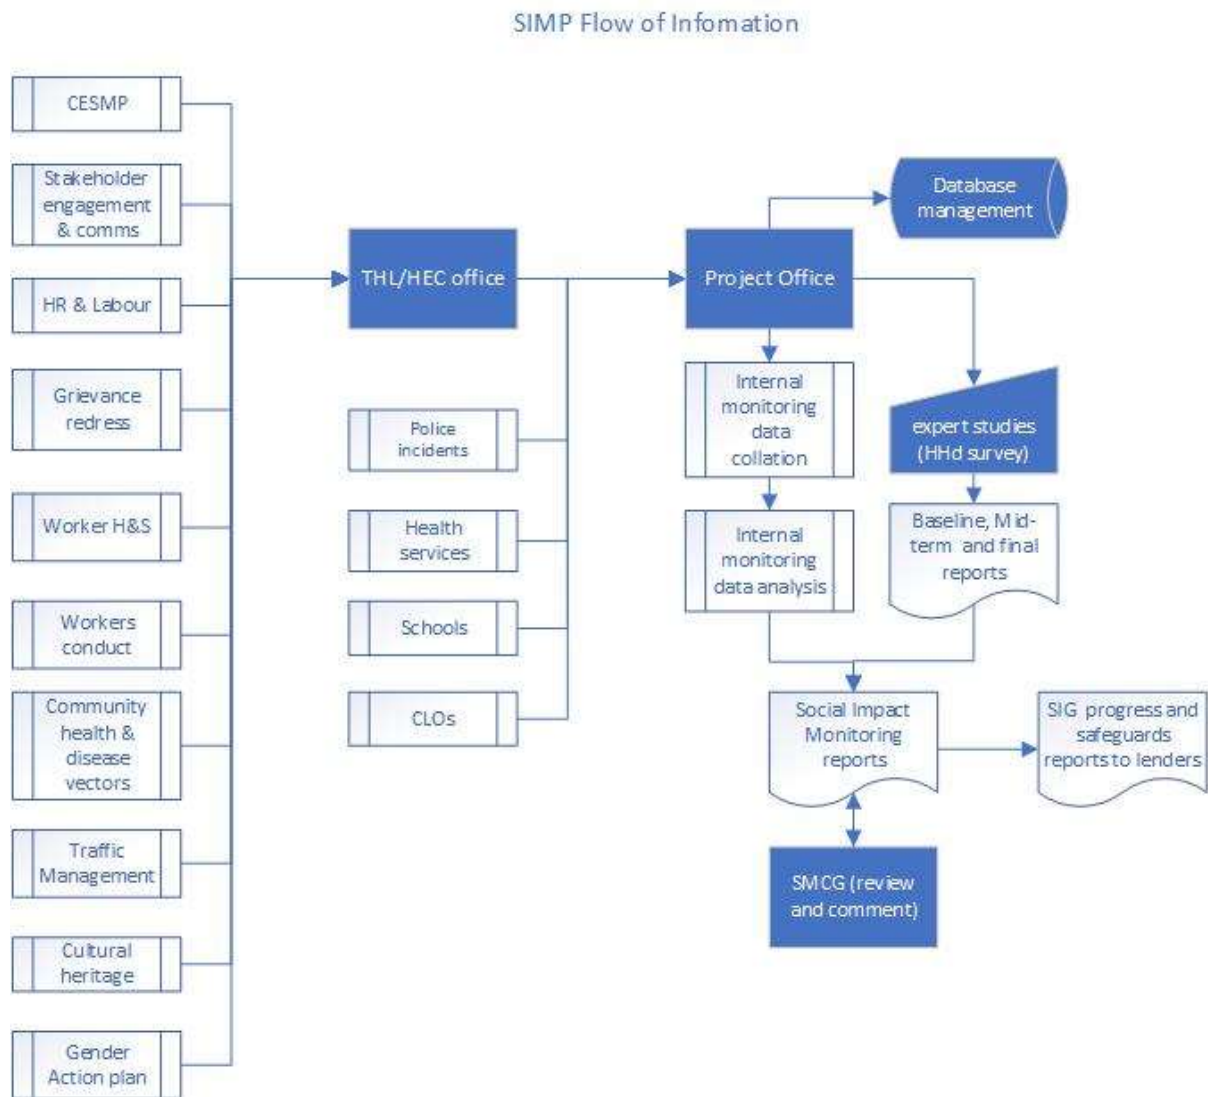 SIMP Flow of Infomation
CESMP
Stakeholder
engagement
& comms
HR & Labour
Grievance
redress
Worker H&S
Workers
conduct
Community
health &
disease
vectors
Traffic
Management
Cultural
heritage
Gender
Action plan
THL/HEC office
Police
incidents
Health
services
Schools
CLOs
Project Office
Database
management
Internal
monitoring
data
collation
expert studies
(HHd survey)
Internal
monitoring
data analysis
Baseline, Mid-
term and final
reports
Social Impact
Monitoring
reports
SIG progress and
safeguards
reports to lenders
SMCG (review
and comment)